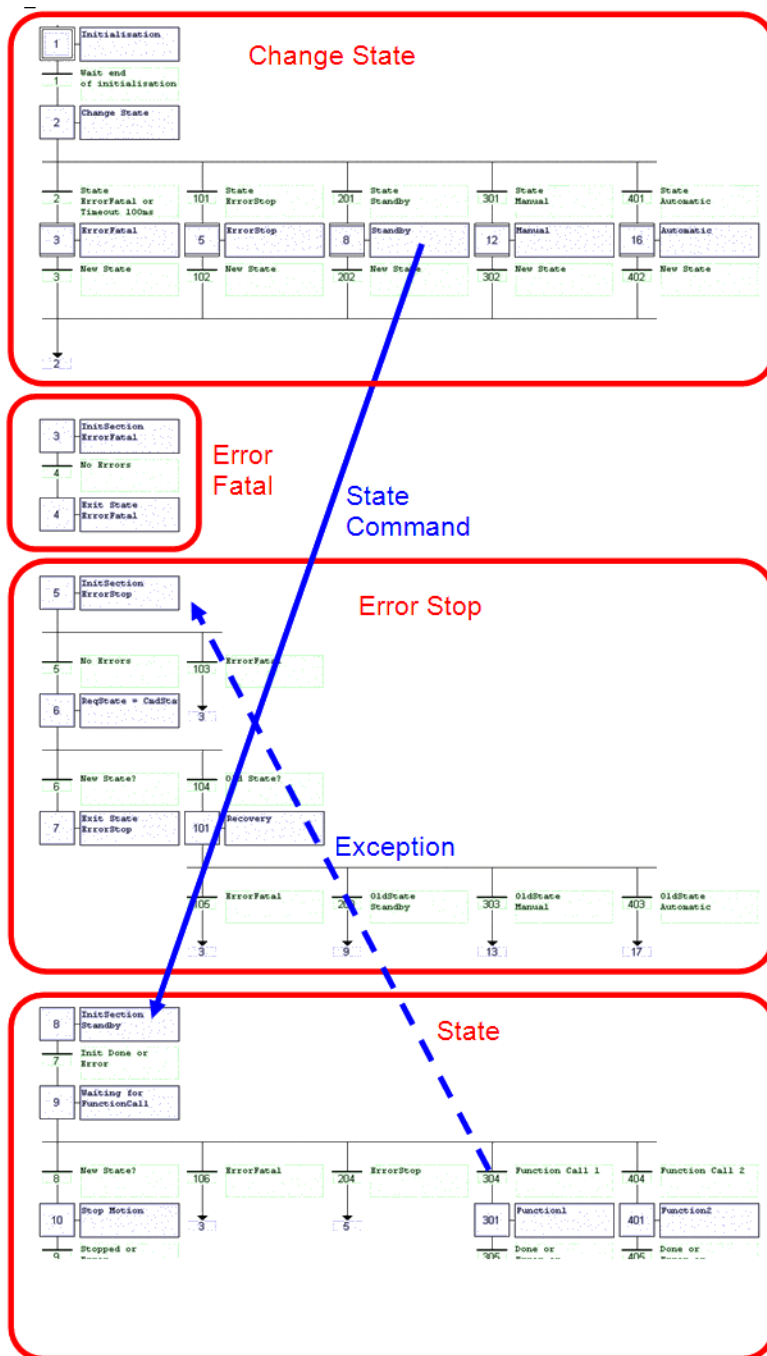 Change State
1 Initialisation
1 Wait end
of initialisation
2 Change State
2 State
ErrorFatal or
Timeout 100ms
101 State
ErrorStop
201 State
Standby
301 State
Manual
401 State
Automatic
3 ErrorFatal
5 ErrorStop
8 Standby
12 Manual
16 Automatic
3 New State
102 New State
202 New State
302 New State
402 New State
2
Error
Fatal
3 InitSection
ErrorFatal
4 No Errors
4 Exit State
ErrorFatal
State
Command
Error Stop
5 InitSection
ErrorStop
5 No Errors
103 ErrorFatal
6 ReqState = CmdSta
3
6 New State?
104 Old State?
7 Exit State
ErrorStop
101 Recovery
Exception
105 ErrorFatal
OldState
Standby
303 OldState
Manual
403 OldState
Automatic
3
9
13
17
State
8 InitSection
Standby
7 Init Done or
Error
9 Waiting for
FunctionCall
8 New State?
106 ErrorFatal
204 ErrorStop
304 Function Call 1
404 Function Call 2
10 Stop Motion
3
5
301 Function1
401 Function2
9 Stopped or
305 Done or
405 Done or